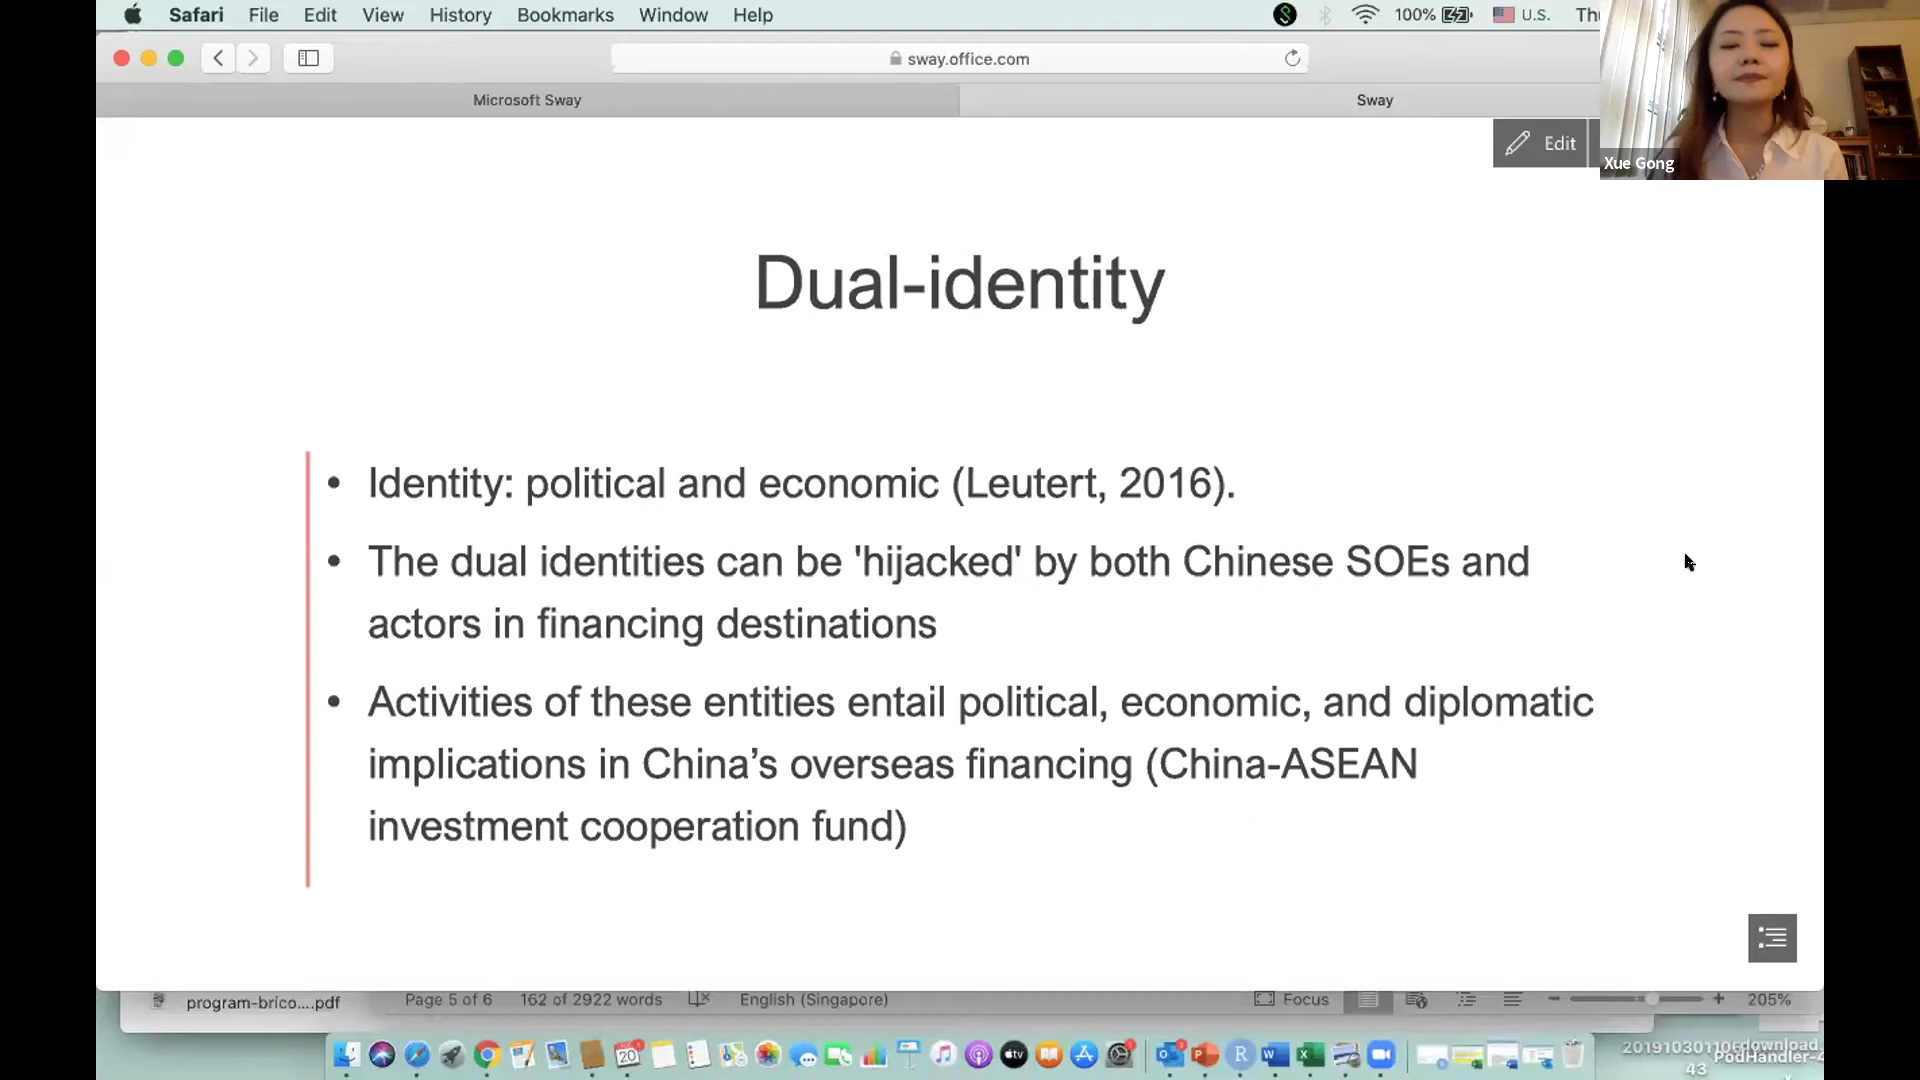 Safari File Edit View History Bookmarks Window Help
100% U.S.
sway.office.com
Microsoft Sway
Sway
Edit
Xue Gong
Dual-identity
• Identity: political and economic (Leutert, 2016).
• The dual identities can be 'hijacked' by both Chinese SOEs and
actors in financing destinations
• Activities of these entities entail political, economic, and diplomatic
implications in China’s overseas financing (China-ASEAN
investment cooperation fund)
program-brico....pdf
Page 5 of 6 162 of 2922 words English (Singapore) Focus 205%
20
tv